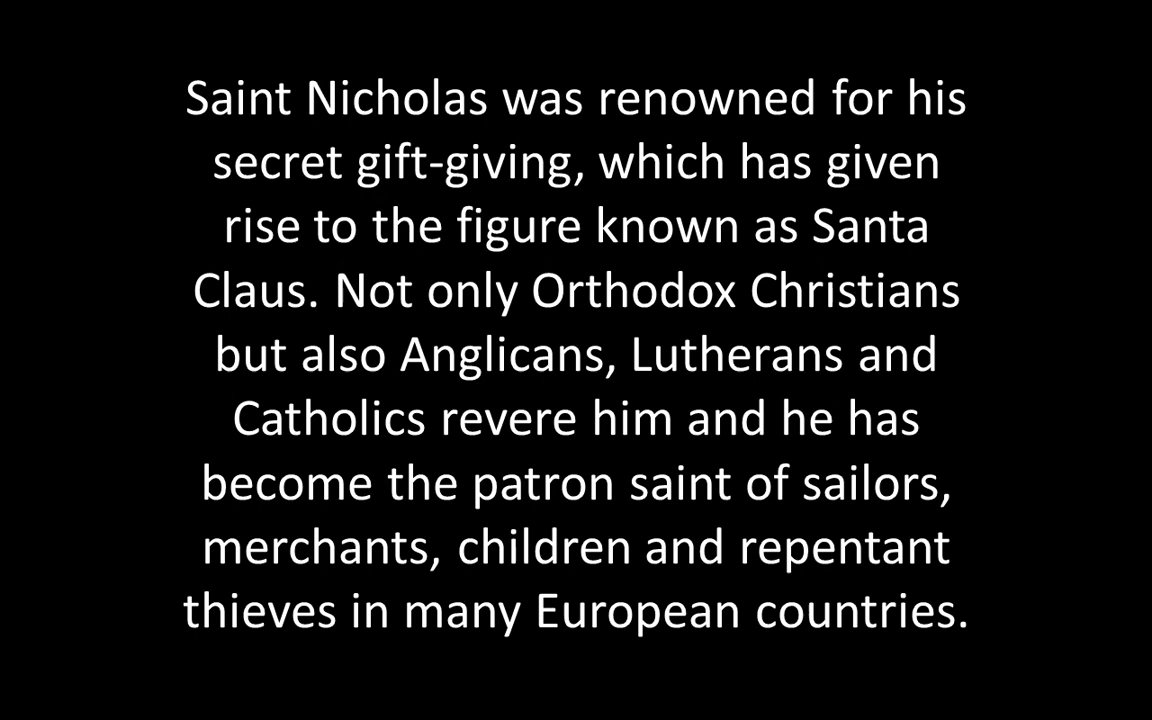 Saint Nicholas was renowned for his
secret gift-giving, which has given
rise to the figure known as Santa
Claus. Not only Orthodox Christians
but also Anglicans, Lutherans and
Catholics revere him and he has
become the patron saint of sailors,
merchants, children and repentant
thieves in many European countries.